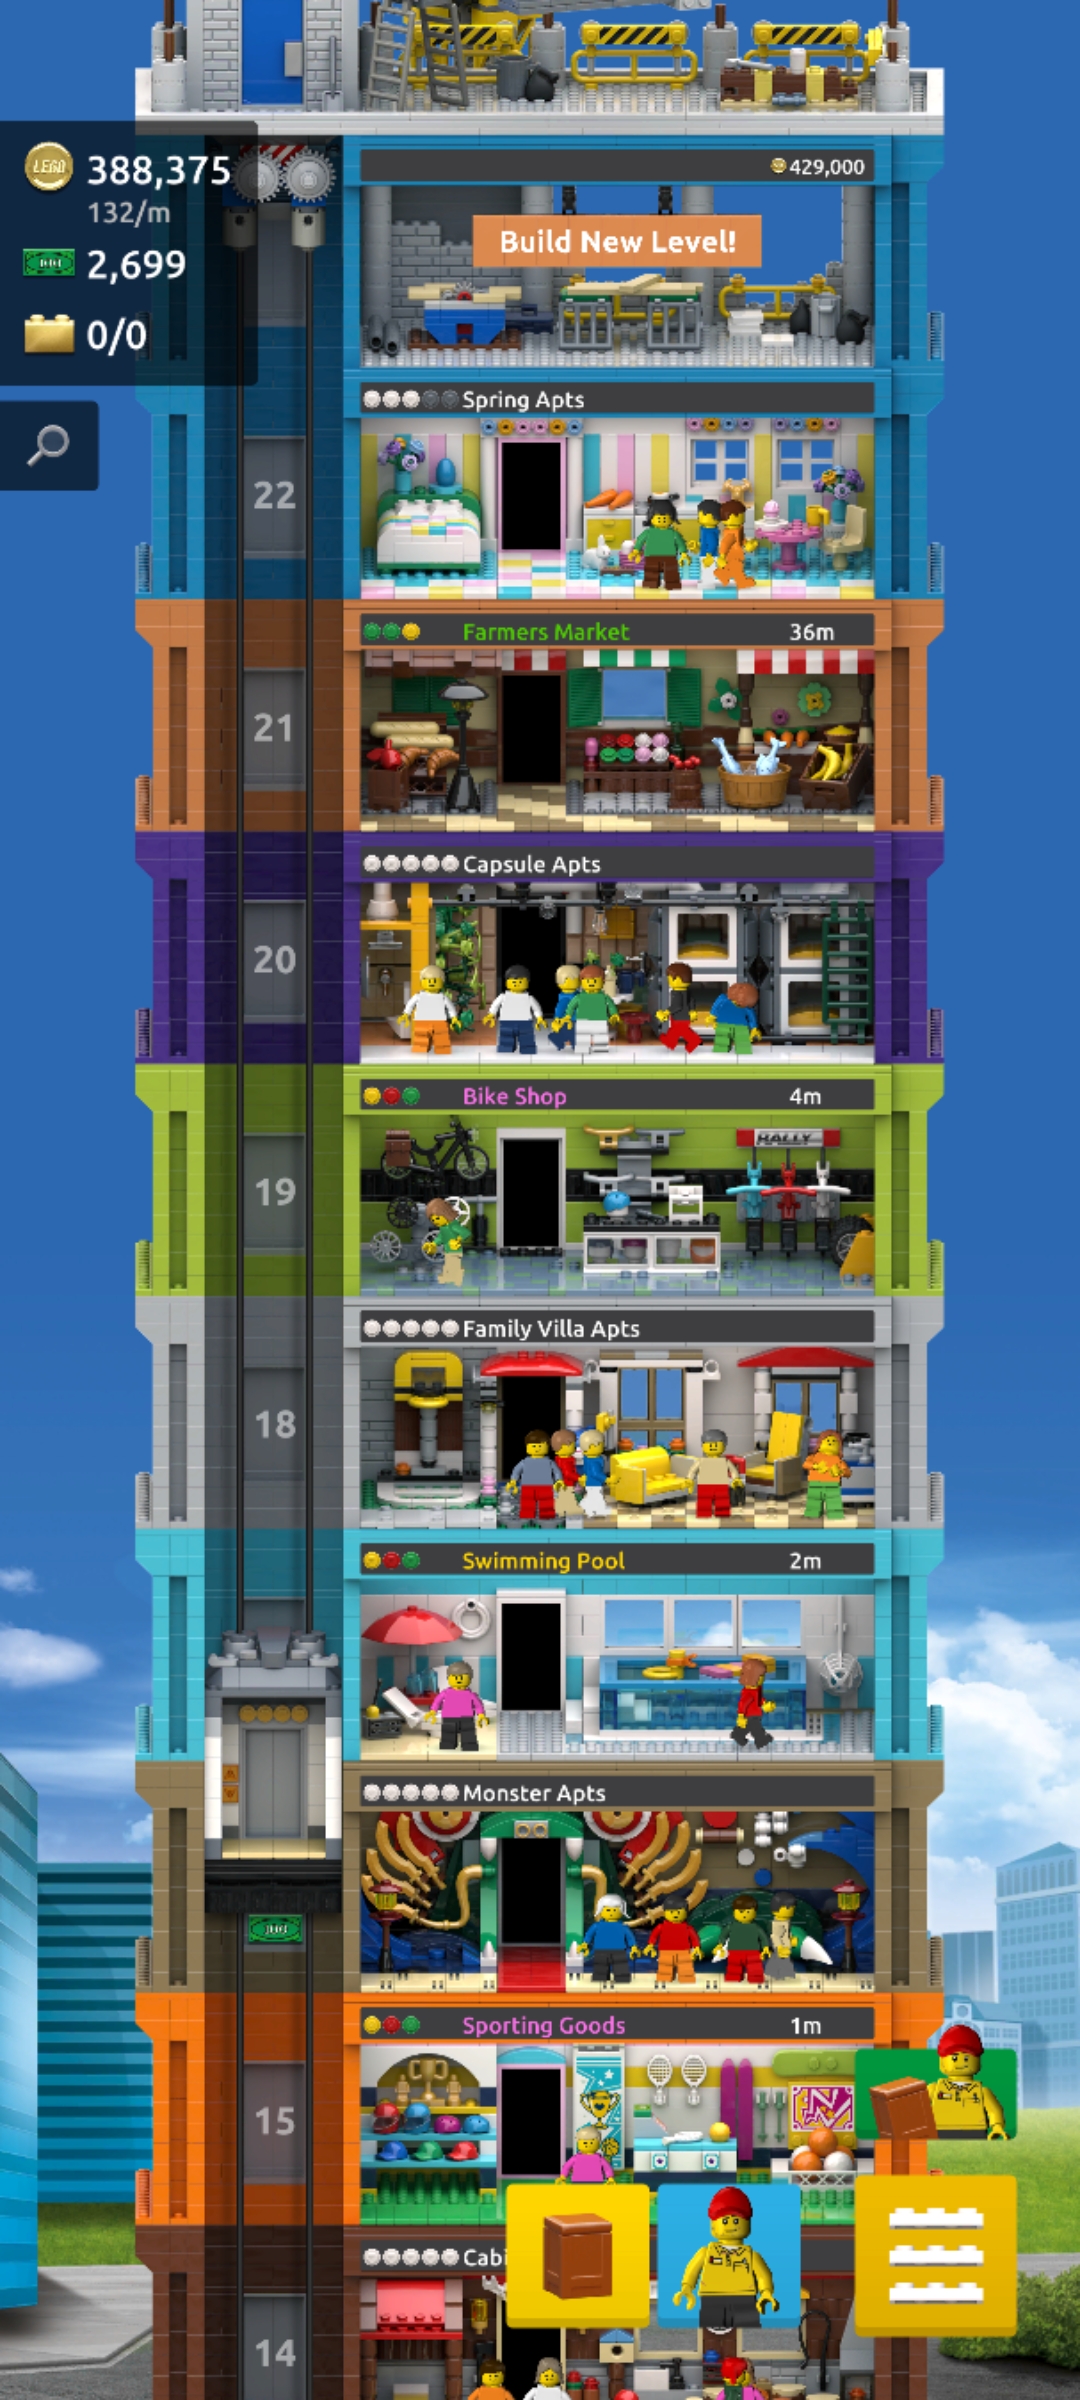 LEGO 388,375
132/m
2,699
0/0
429,000
Build New Level!
Spring Apts
22
Farmers Market 36m
21
Capsule Apts
20
Bike Shop 4m
RALLY
19
Family Villa Apts
18
Swimming Pool 2m
Monster Apts
Sporting Goods 1m
15
Cabi
14